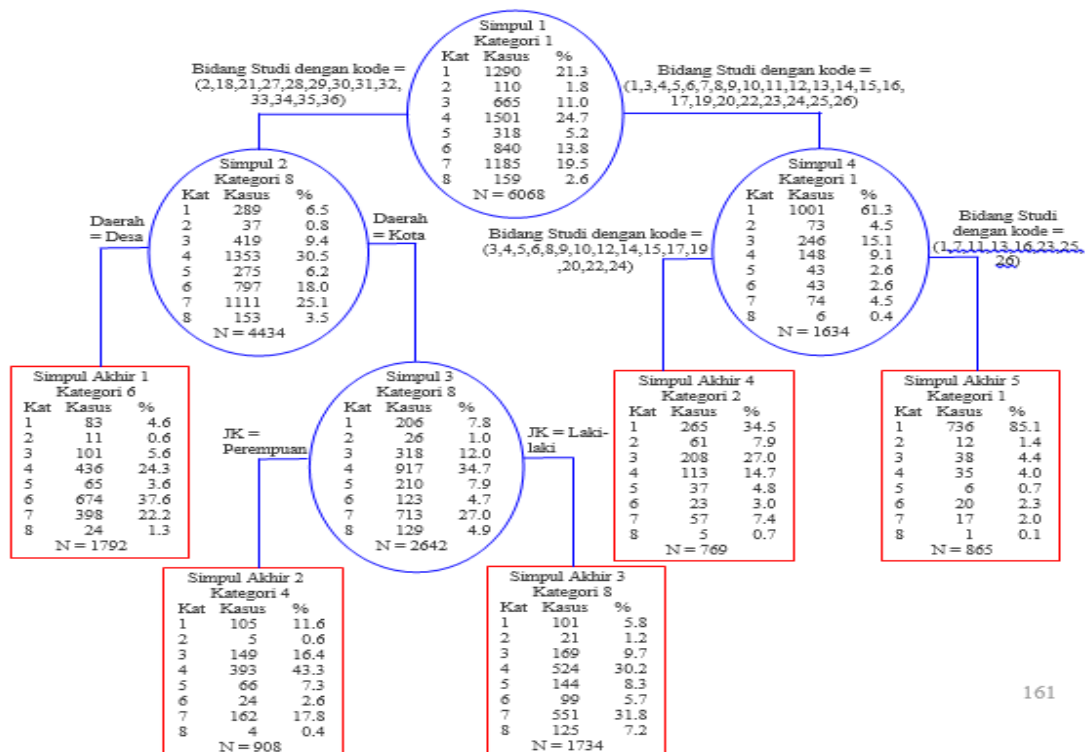 Simpul 1
Kategori 1
Kat Kasus %
1 1290 21.3
2 110 1.8
3 665 11.0
4 1501 24.7
5 318 5.2
6 840 13.8
7 1185 19.5
8 159 2.6
N = 6068
Bidang Studi dengan kode =
(2,18,21,27,28,29,30,31,32,
33,34,35,36)
Bidang Studi dengan kode =
(1,3,4,5,6,7,8,9,10,11,12,13,14,15,16,
17,19,20,22,23,24,25,26)
Simpul 2
Kategori 8
Kat Kasus %
1 289 6.5
2 37 0.8
3 419 9.4
4 1353 30.5
5 275 6.2
6 797 18.0
7 1111 25.1
8 153 3.5
N = 4434
Daerah
= Desa
Daerah
= Kota
Simpul 4
Kategori 1
Kat Kasus %
1 1001 61.3
2 73 4.5
3 246 15.1
4 148 9.1
5 43 2.6
6 43 2.6
7 74 4.5
8 6 0.4
N = 1634
Bidang Studi dengan kode =
(3,4,5,6,8,9,10,12,14,15,17,19
,20,22,24)
Bidang Studi
dengan kode =
(1,7,11,13,16,23,25,
26)
Simpul Akhir 1
Kategori 6
Kat Kasus %
1 83 4.6
2 11 0.6
3 101 5.6
4 436 24.3
5 65 3.6
6 674 37.6
7 398 22.2
8 24 1.3
N = 1792
Simpul 3
Kategori 8
Kat Kasus %
1 206 7.8
2 26 1.0
3 318 12.0
4 917 34.7
5 210 7.9
6 123 4.7
7 713 27.0
8 129 4.9
N = 2642
JK =
Perempuan
JK = Laki-
laki
Simpul Akhir 4
Kategori 2
Kat Kasus %
1 265 34.5
2 61 7.9
3 208 27.0
4 113 14.7
5 37 4.8
6 23 3.0
7 57 7.4
8 5 0.7
N = 769
Simpul Akhir 5
Kategori 1
Kat Kasus %
1 736 85.1
2 12 1.4
3 38 4.4
4 35 4.0
5 6 0.7
6 20 2.3
7 17 2.0
8 1 0.1
N = 865
Simpul Akhir 2
Kategori 4
Kat Kasus %
1 105 11.6
2 5 0.6
3 149 16.4
4 393 43.3
5 66 7.3
6 24 2.6
7 162 17.8
8 4 0.4
N = 908
Simpul Akhir 3
Kategori 8
Kat Kasus %
1 101 5.8
2 21 1.2
3 169 9.7
4 524 30.2
5 144 8.3
6 99 5.7
7 551 31.8
8 125 7.2
N = 1734
161